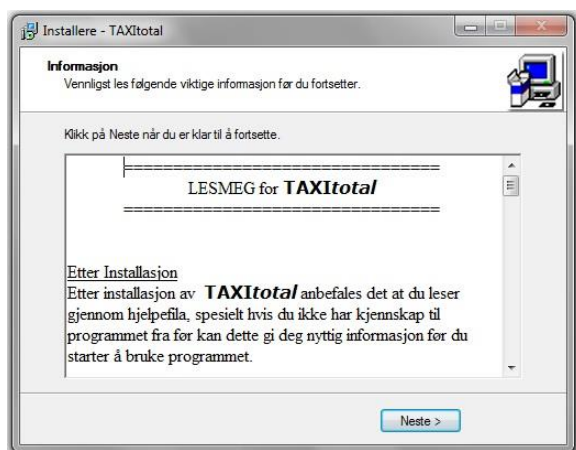 Installere - TAXItotal
Informasjon
Vennligst les følgende viktige informasjon før du fortsetter.
Klikk på Neste når du er klar til å fortsette.
==========================
LESMEG for TAXItotal
==========================
Etter Installasjon
Etter installasjon av TAXItotal anbefales det at du leser
gjennom hjelpefila, spesielt hvis du ikke har kjennskap til
programmet fra før kan dette gi deg nyttig informasjon før du
starter å bruke programmet.
Neste >